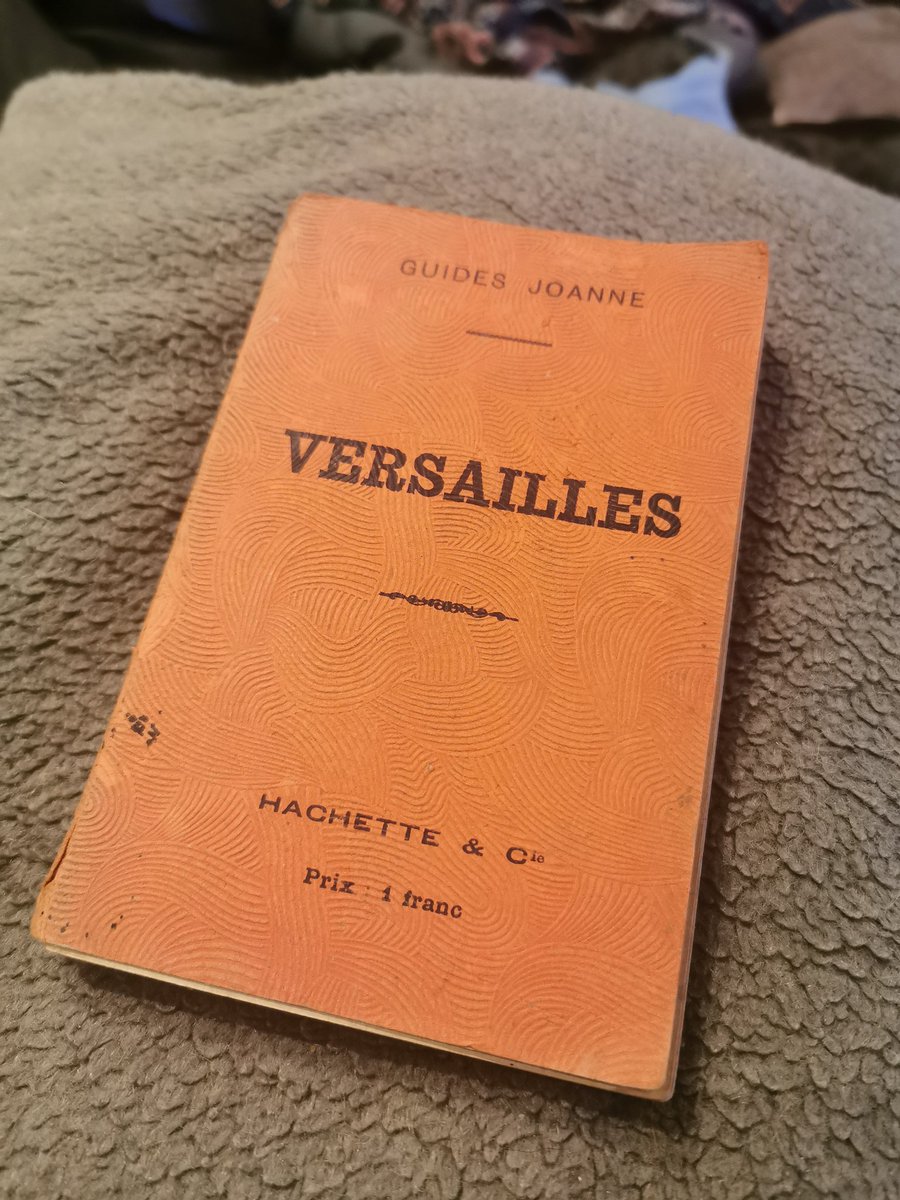 GUIDES JOANNE
VERSAILLES
HACHETTE & Cie
Prix : 1 franc